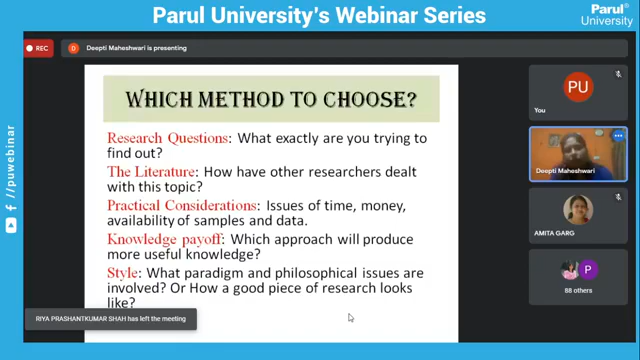 Parul University's Webinar Series
Parul®
University
REC
D
Deepti Maheshwari is presenting
WHICH METHOD TO CHOOSE?
Research Questions: What exactly are you trying to
find out?
The Literature: How have other researchers dealt
with this topic?
Practical Considerations: Issues of time, money,
availability of samples and data.
Knowledge payoff: Which approach will produce
more useful knowledge?
Style: What paradigm and philosophical issues are
involved? Or How a good piece of research looks
like?
RIYA PRASHANTKUMAR SHAH has left the meeting
PU
You
Deepti Maheshwari
AMITA GARG
P
88 others
f //puwebinar